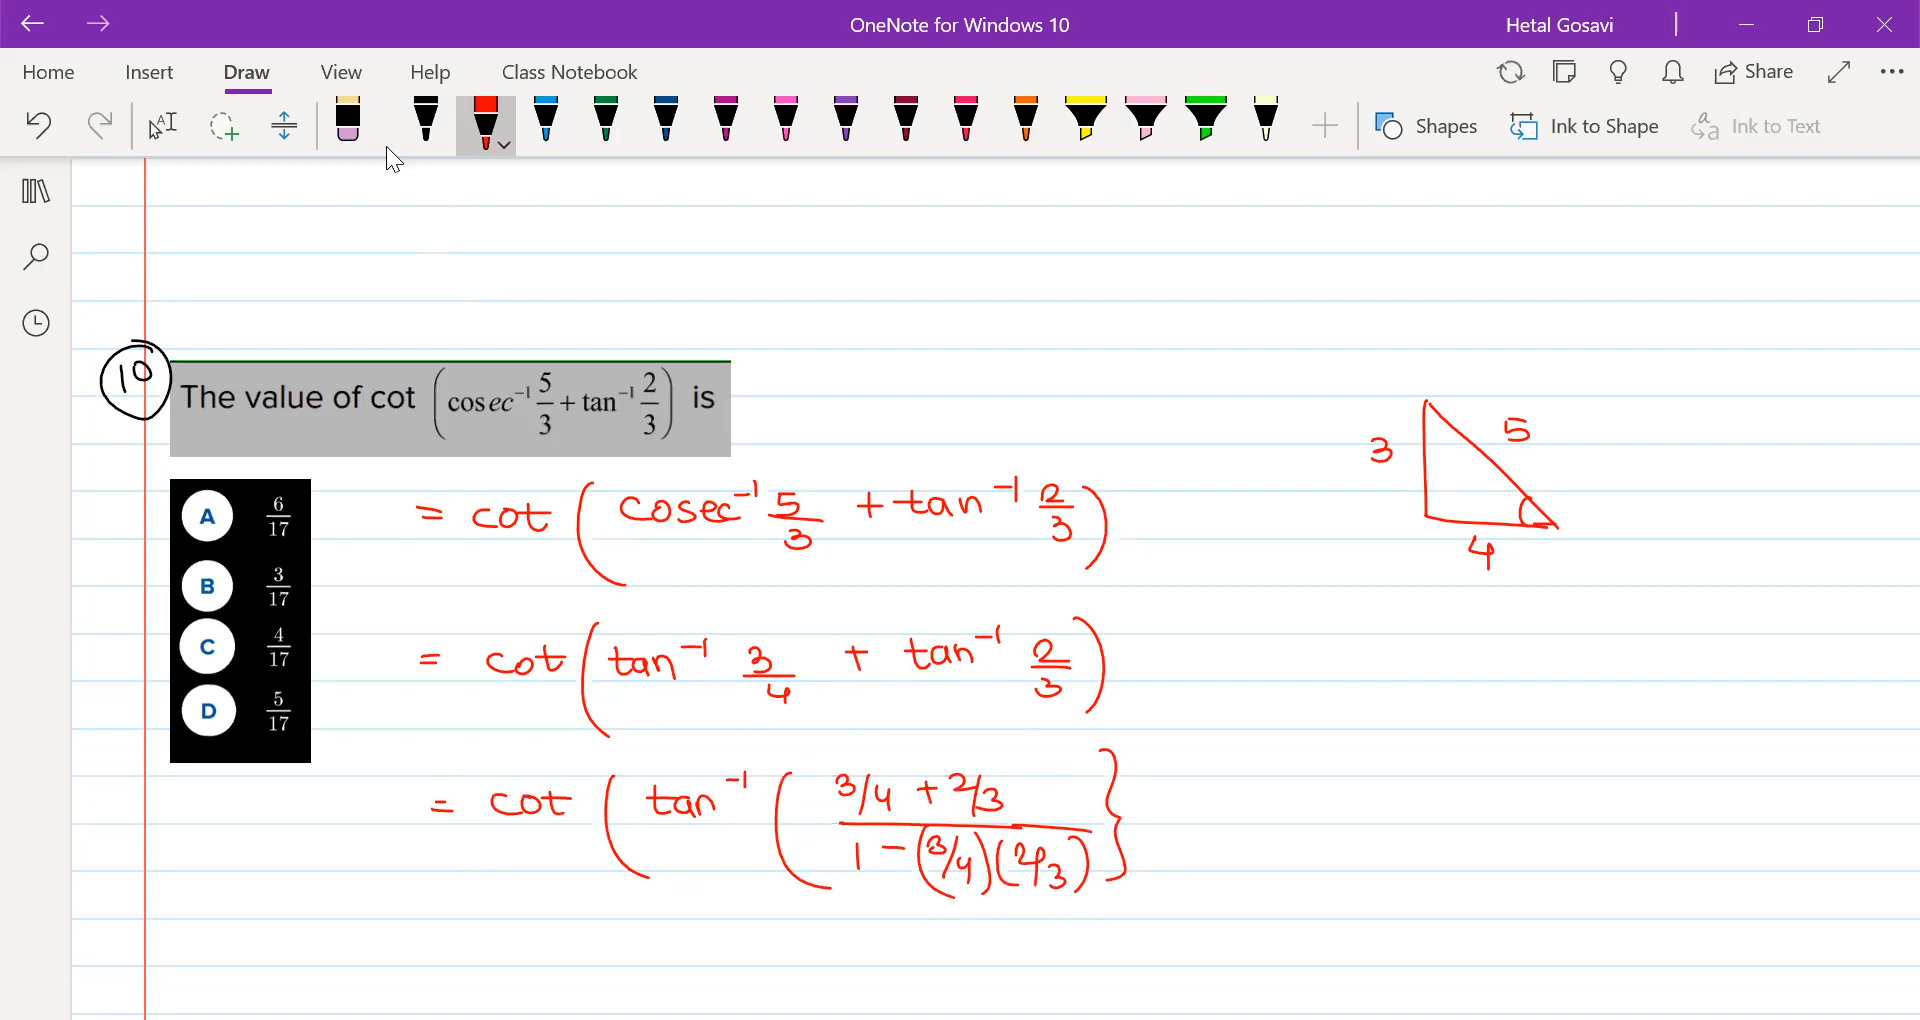 OneNote for Windows 10
Hetal Gosavi
Home Insert Draw View Help Class Notebook
Share
Shapes
Ink to Shape
Ink to Text
10
The value of cot (cosec⁻¹ 5/3 + tan⁻¹ 2/3) is
A 6/17
B 3/17
C 4/17
D 5/17
= cot (cosec⁻¹ 5/3 + tan⁻¹ 2/3)
= cot (tan⁻¹ 3/4 + tan⁻¹ 2/3)
= cot ( tan⁻¹ ( 3/4 + 2/3 / 1 - (3/4)(2/3) }
3
5
4